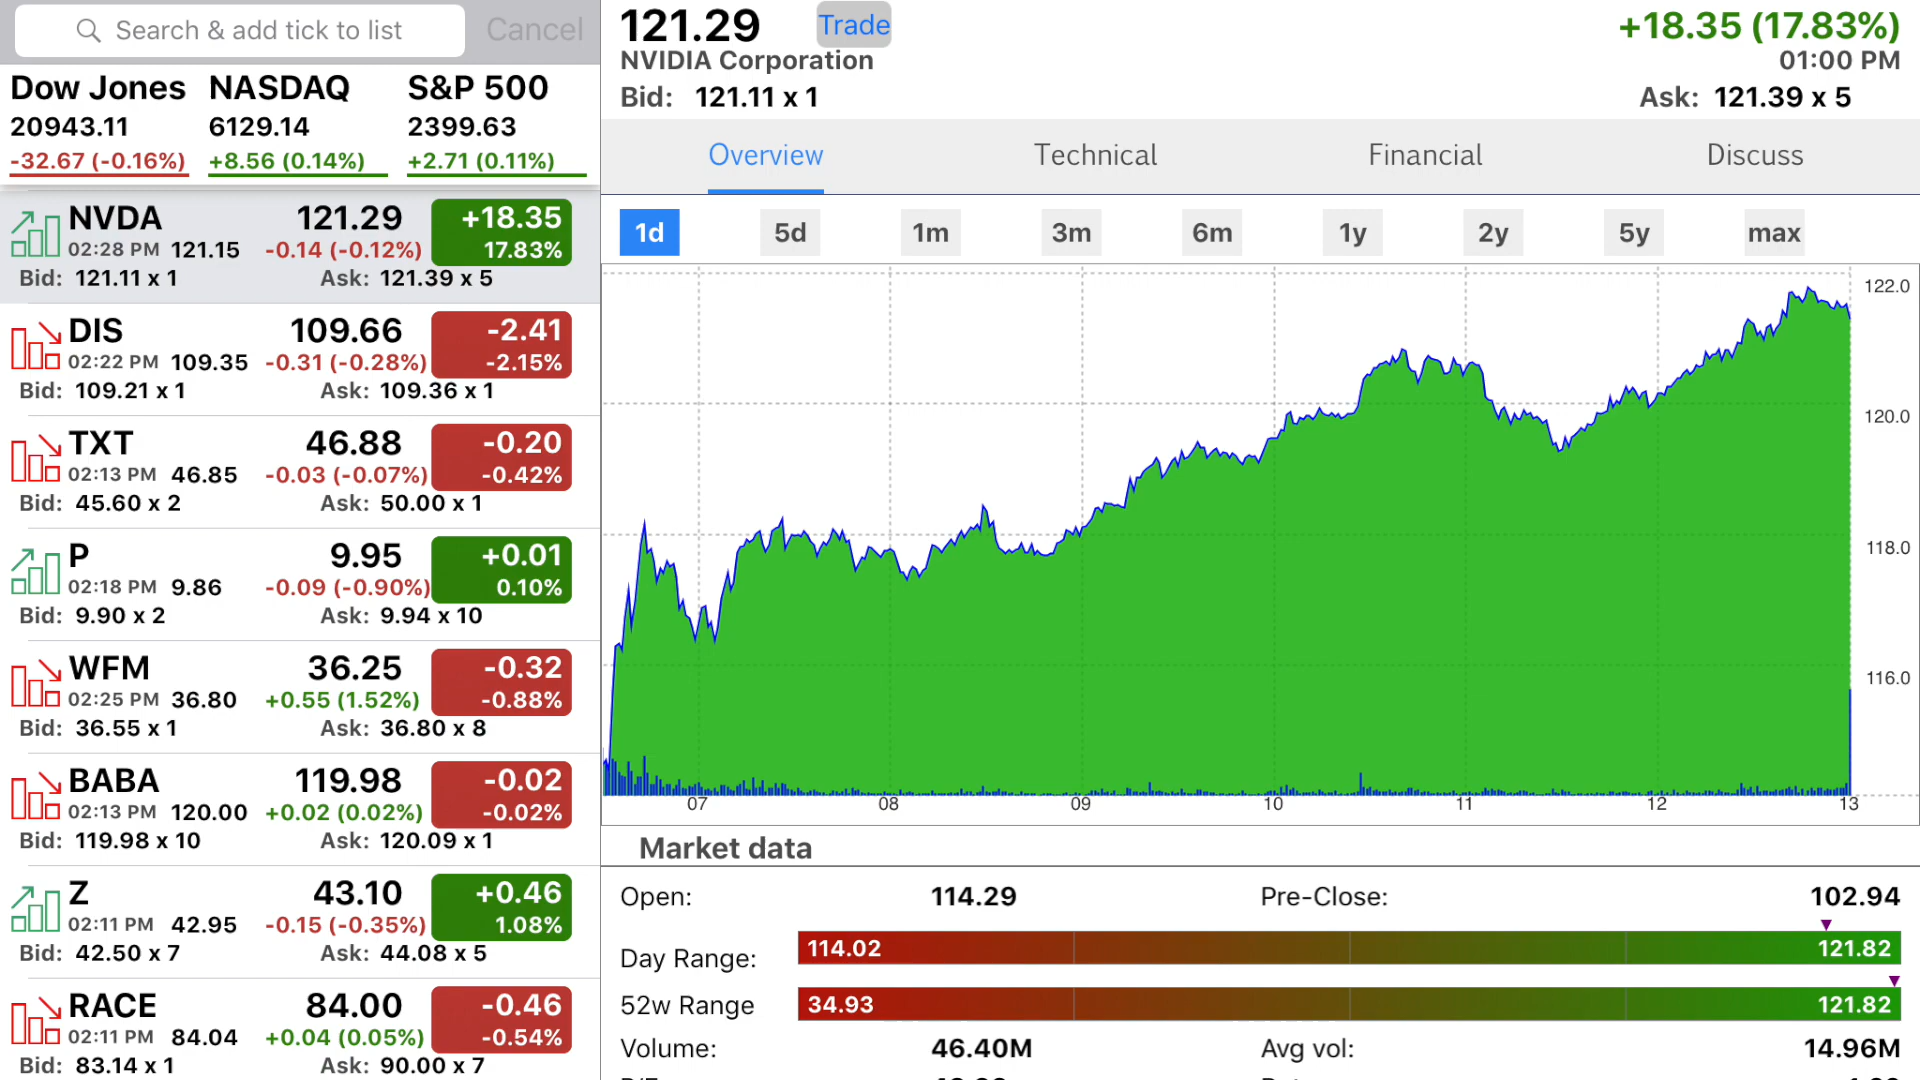 Search & add tick to list
Cancel
Dow Jones NASDAQ S&P 500
20943.11 6129.14 2399.63
-32.67 (-0.16%) +8.56 (0.14%) +2.71 (0.11%)
NVDA 121.29 +18.35
02:28 PM 121.15 -0.14 (-0.12%) 17.83%
Bid: 121.11 x 1 Ask: 121.39 x 5
DIS 109.66 -2.41
02:22 PM 109.35 -0.31 (-0.28%) -2.15%
Bid: 109.21 x 1 Ask: 109.36 x 1
TXT 46.88 -0.20
02:13 PM 46.85 -0.03 (-0.07%) -0.42%
Bid: 45.60 x 2 Ask: 50.00 x 1
P 9.95 +0.01
02:18 PM 9.86 -0.09 (-0.90%) 0.10%
Bid: 9.90 x 2 Ask: 9.94 x 10
WFM 36.25 -0.32
02:25 PM 36.80 +0.55 (1.52%) -0.88%
Bid: 36.55 x 1 Ask: 36.80 x 8
BABA 119.98 -0.02
02:13 PM 120.00 +0.02 (0.02%) -0.02%
Bid: 119.98 x 10 Ask: 120.09 x 1
Z 43.10 +0.46
02:11 PM 42.95 -0.15 (-0.35%) 1.08%
Bid: 42.50 x 7 Ask: 44.08 x 5
RACE 84.00 -0.46
02:11 PM 84.04 +0.04 (0.05%) -0.54%
Bid: 83.14 x 1 Ask: 90.00 x 7
121.29 Trade +18.35 (17.83%)
NVIDIA Corporation 01:00 PM
Bid: 121.11 x 1 Ask: 121.39 x 5
Overview Technical Financial Discuss
1d 5d 1m 3m 6m 1y 2y 5y max
122.0
120.0
118.0
116.0
07 08 09 10 11 12 13
Market data
Open: 114.29 Pre-Close: 102.94
Day Range: 114.02 121.82
52w Range 34.93 121.82
Volume: 46.40M Avg vol: 14.96M